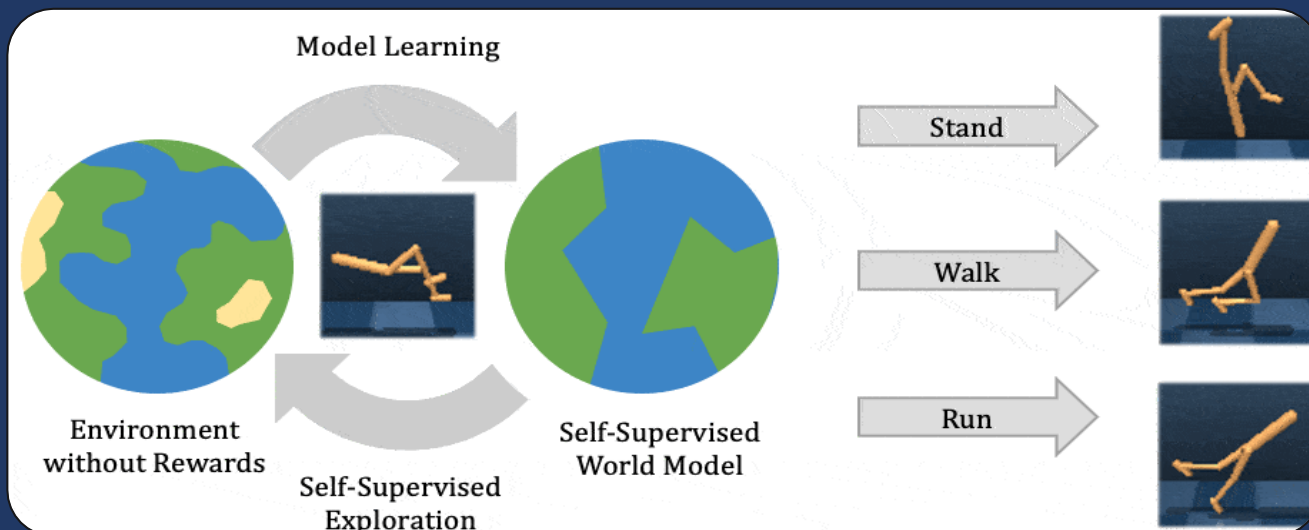 Model Learning
Environment
without Rewards
Self-Supervised
Exploration
Self-Supervised
World Model
Stand
Walk
Run